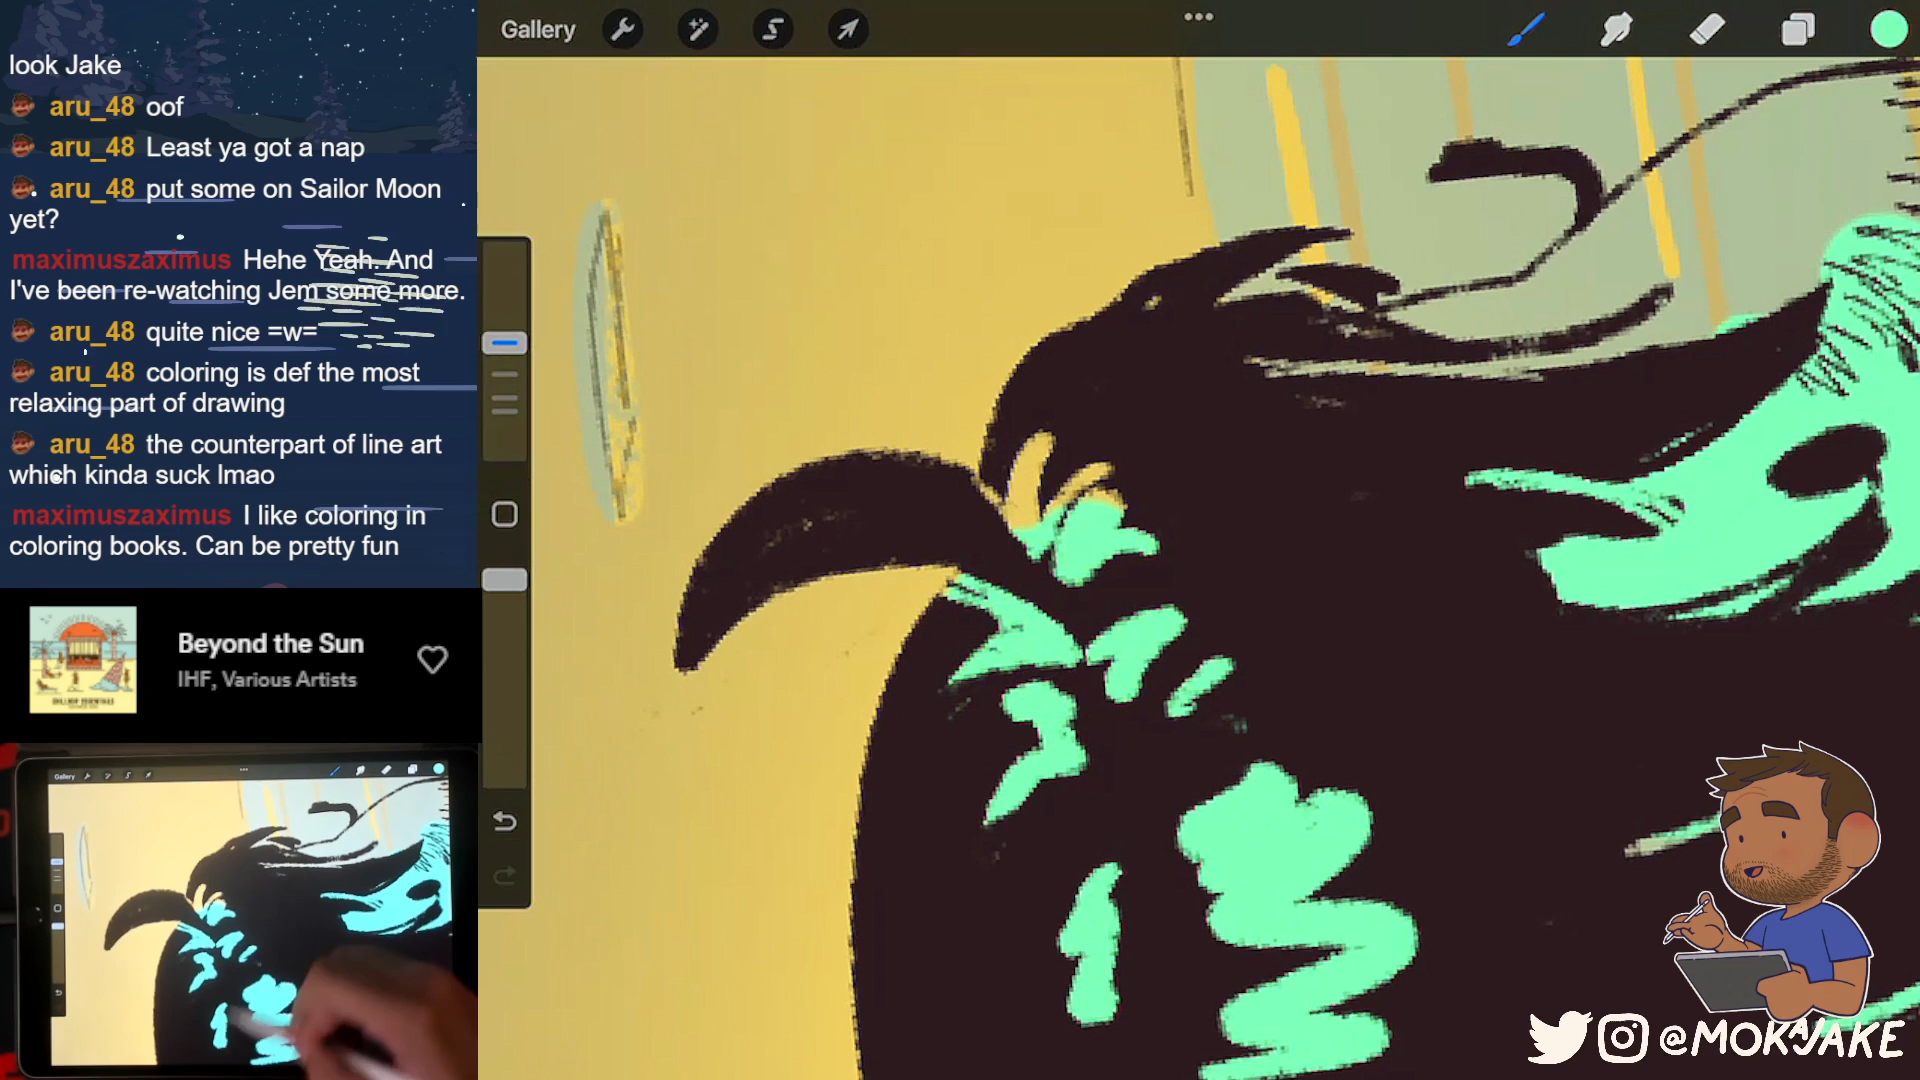 look Jake
aru_48 oof
aru_48 Least ya got a nap
aru_48 put some on Sailor Moon
yet?
maximuszaximus Hehe Yeah. And
I've been re-watching Jem some more.
aru_48 quite nice =w=
aru_48 coloring is def the most
relaxing part of drawing
aru_48 the counterpart of line art
which kinda suck lmao
maximuszaximus I like coloring in
coloring books. Can be pretty fun
Beyond the Sun
IHF, Various Artists
Gallery
Gallery
@MOKAJAKE